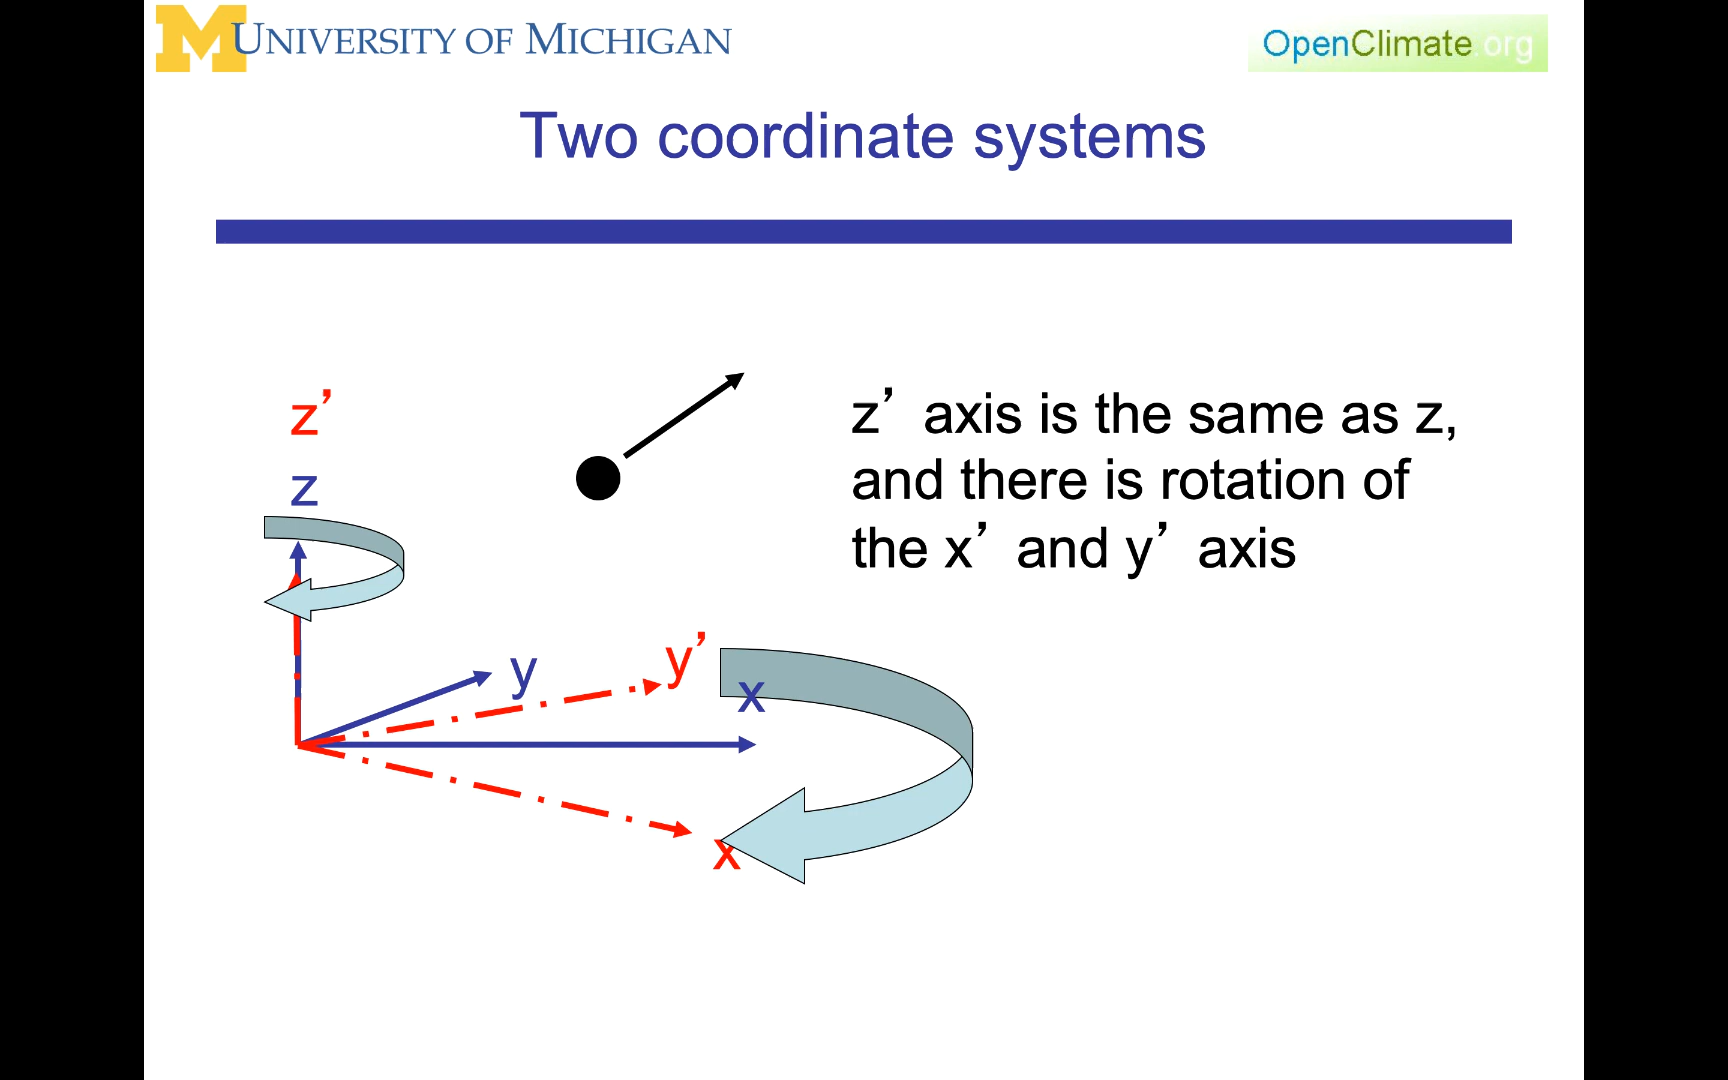 M UNIVERSITY OF MICHIGAN
OpenClimate.org
Two coordinate systems
z’
z
z’ axis is the same as z,
and there is rotation of
the x’ and y’ axis
y
y’
x
x